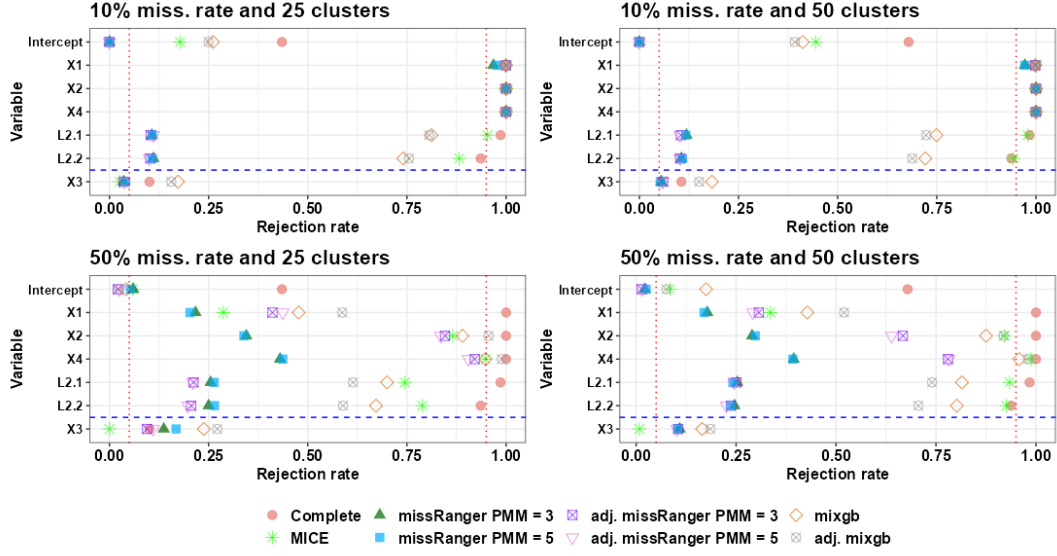 10% miss. rate and 25 clusters
Variable
Intercept
X1
X2
X4
L2.1
L2.2
X3
0.00 0.25 0.50 0.75 1.00
Rejection rate
10% miss. rate and 50 clusters
Variable
Intercept
X1
X2
X4
L2.1
L2.2
X3
0.00 0.25 0.50 0.75 1.00
Rejection rate
50% miss. rate and 25 clusters
Variable
Intercept
X1
X2
X4
L2.1
L2.2
X3
0.00 0.25 0.50 0.75 1.00
Rejection rate
50% miss. rate and 50 clusters
Variable
Intercept
X1
X2
X4
L2.1
L2.2
X3
0.00 0.25 0.50 0.75 1.00
Rejection rate
Complete missRanger PMM = 3 adj. missRanger PMM = 3 mixgb
MICE missRanger PMM = 5 adj. missRanger PMM = 5 adj. mixgb